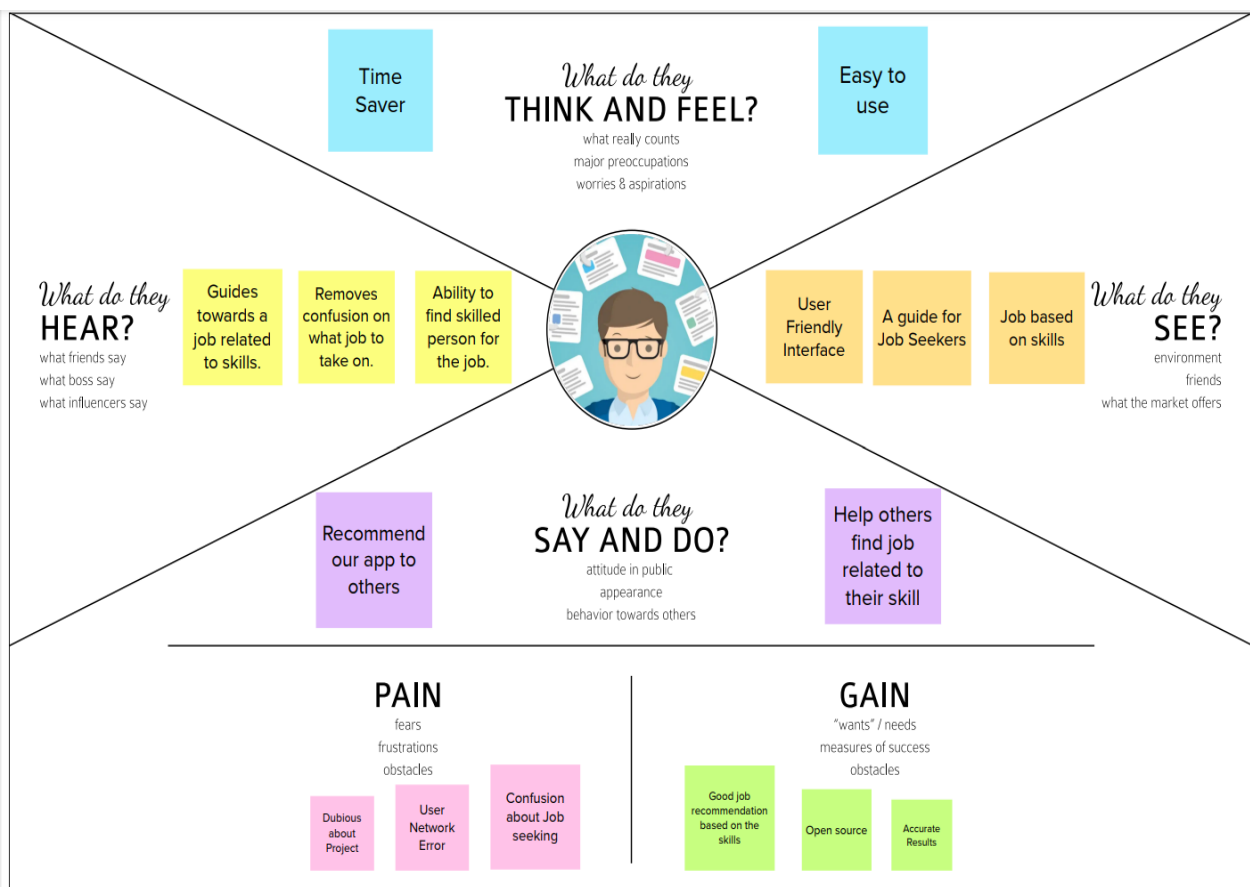 Time
Saver
What do they
THINK AND FEEL?
what really counts
major preoccupations
worries & aspirations
Easy to
use
What do they
HEAR?
what friends say
what boss say
what influencers say
Guides
towards a
job related
to skills.
Removes
confusion on
what job to
take on.
Ability to
find skilled
person for
the job.
User
Friendly
Interface
A guide for
Job Seekers
Job based
on skills
What do they
SEE?
environment
friends
what the market offers
Recommend
our app to
others
What do they
SAY AND DO?
attitude in public
appearance
behavior towards others
Help others
find job
related to
their skill
PAIN
fears
frustrations
obstacles
Dubious
about
Project
User
Network
Error
Confusion
about Job
seeking
GAIN
"wants" / needs
measures of success
obstacles
Good job
recommendation
based on the
skills
Open source
Accurate
Results